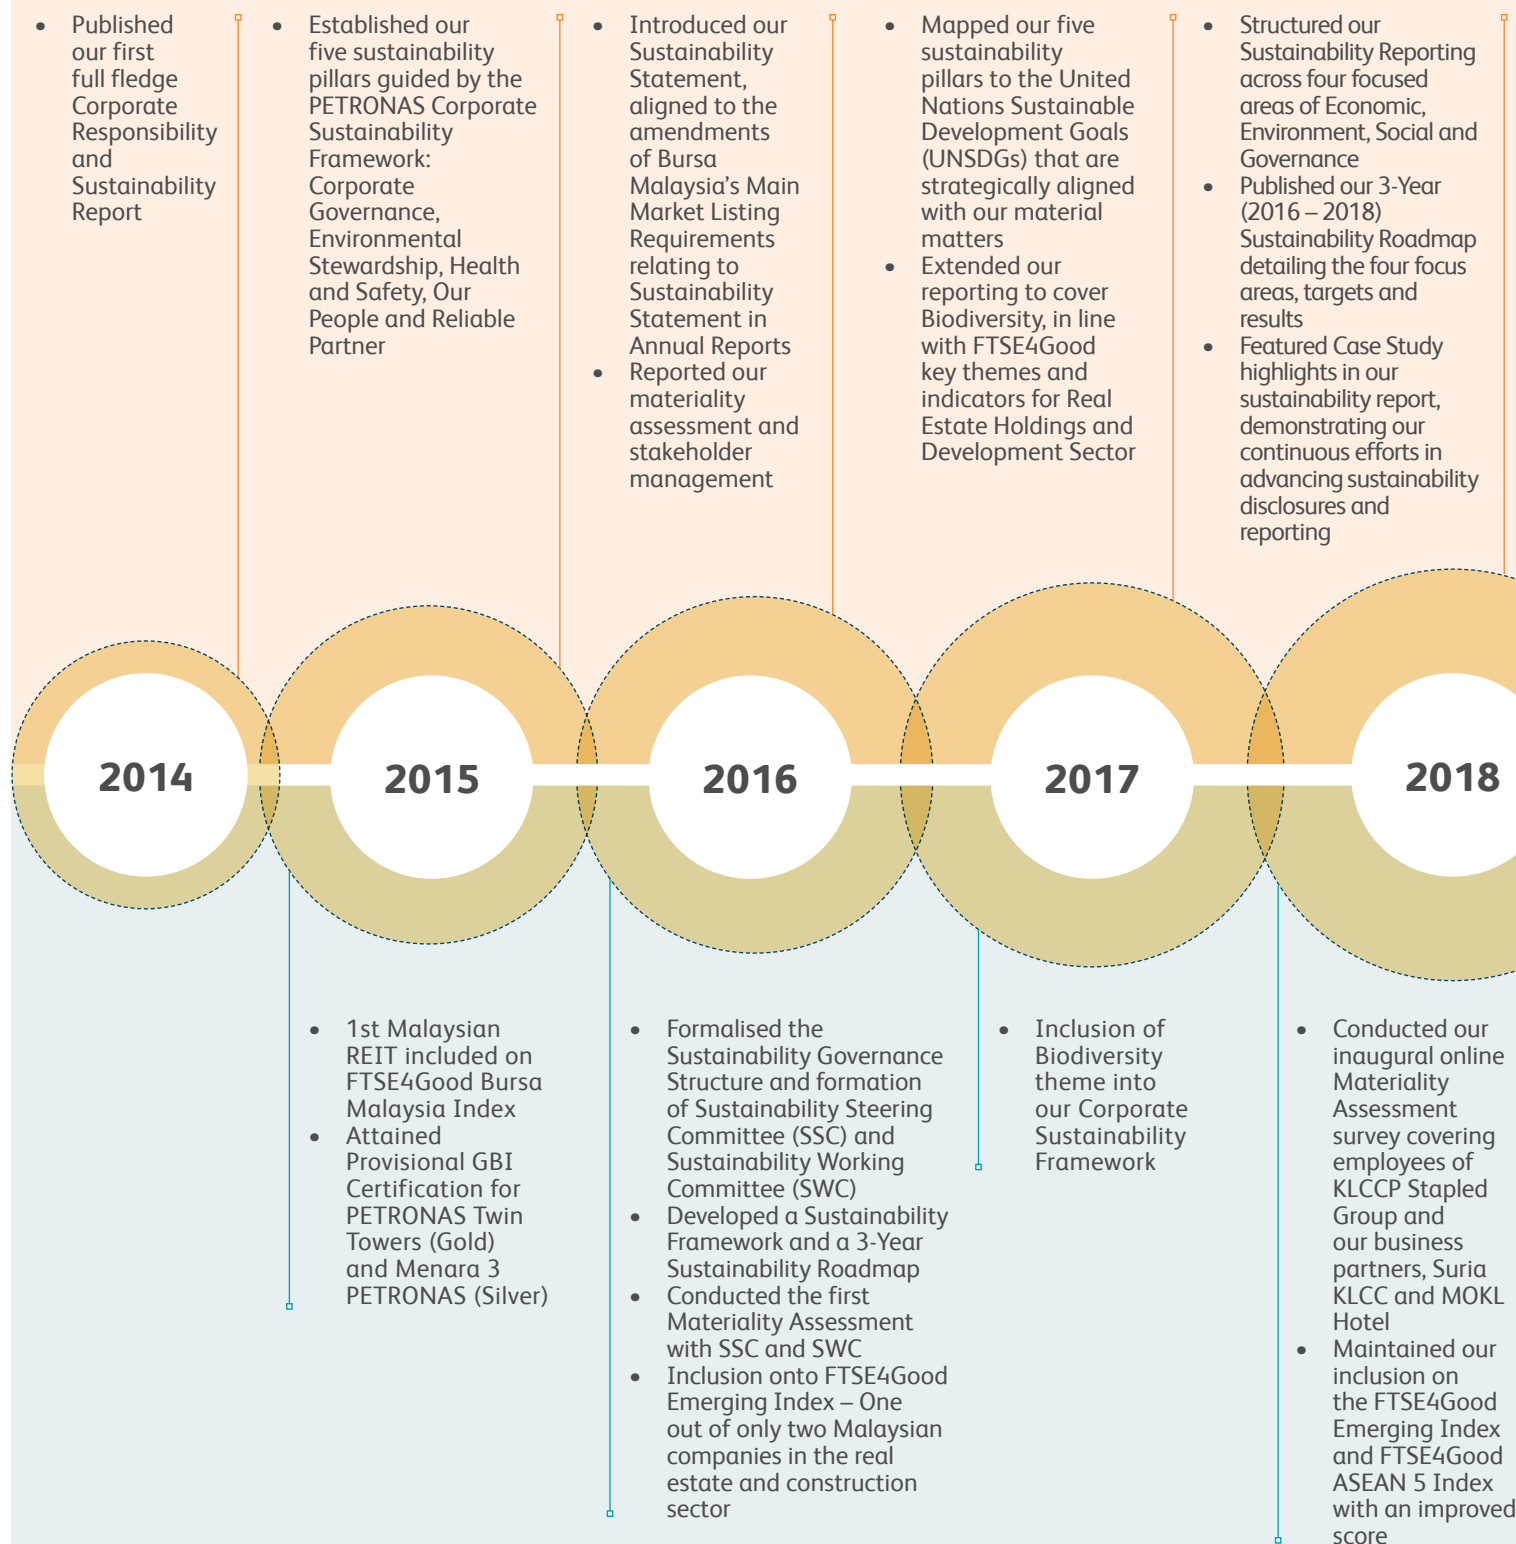 • Published
our first
full fledge
Corporate
Responsibility
and
Sustainability
Report
• Established our
five sustainability
pillars guided by the
PETRONAS Corporate
Sustainability
Framework:
Corporate
Governance,
Environmental
Stewardship, Health
and Safety, Our
People and Reliable
Partner
• Introduced our
Sustainability
Statement,
aligned to the
amendments
of Bursa
Malaysia's Main
Market Listing
Requirements
relating to
Sustainability
Statement in
Annual Reports
• Reported our
materiality
assessment and
stakeholder
management
• Mapped our five
sustainability
pillars to the United
Nations Sustainable
Development Goals
(UNSDGs) that are
strategically aligned
with our material
matters
• Extended our
reporting to cover
Biodiversity, in line
with FTSE4Good
key themes and
indicators for Real
Estate Holdings and
Development Sector
• Structured our
Sustainability Reporting
across four focused
areas of Economic,
Environment, Social and
Governance
• Published our 3-Year
(2016 – 2018)
Sustainability Roadmap
detailing the four focus
areas, targets and
results
• Featured Case Study
highlights in our
sustainability report,
demonstrating our
continuous efforts in
advancing sustainability
disclosures and
reporting
2014
2015
2016
2017
2018
• 1st Malaysian
REIT included on
FTSE4Good Bursa
Malaysia Index
• Attained
Provisional GBI
Certification for
PETRONAS Twin
Towers (Gold)
and Menara 3
PETRONAS (Silver)
• Formalised the
Sustainability Governance
Structure and formation
of Sustainability Steering
Committee (SSC) and
Sustainability Working
Committee (SWC)
• Developed a Sustainability
Framework and a 3-Year
Sustainability Roadmap
• Conducted the first
Materiality Assessment
with SSC and SWC
• Inclusion onto FTSE4Good
Emerging Index – One
out of only two Malaysian
companies in the real
estate and construction
sector
• Inclusion of
Biodiversity
theme into
our Corporate
Sustainability
Framework
• Conducted our
inaugural online
Materiality
Assessment
survey covering
employees of
KLCCP Stapled
Group and
our business
partners, Suria
KLCC and MOKL
Hotel
• Maintained our
inclusion on
the FTSE4Good
Emerging Index
and FTSE4Good
ASEAN 5 Index
with an improved
score